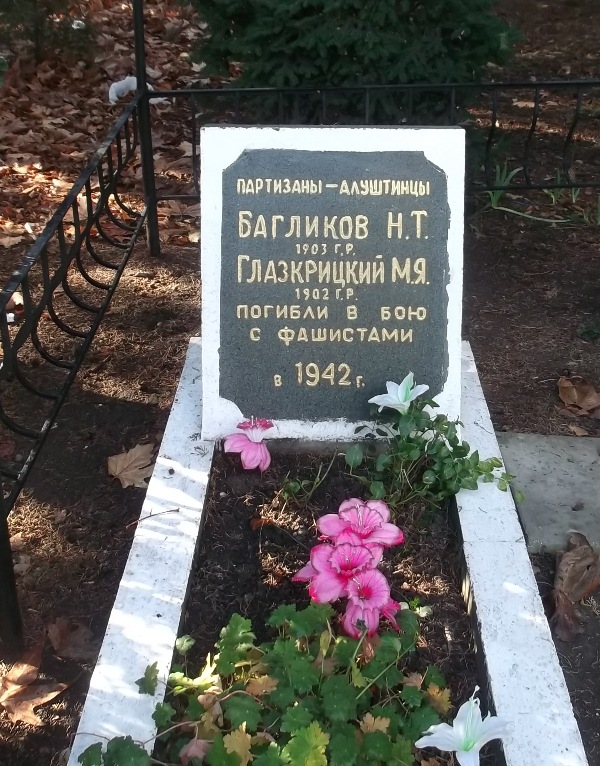 ПАРТИЗАНЫ — АЛУШТИНЦЫ
БАГЛИКОВ Н.Т.
1903 Г.Р.
ГЛАЗКРИЦКИЙ М.Я.
1902 Г.Р.
ПОГИБЛИ В БОЮ
С ФАШИСТАМИ
В 1942 Г.